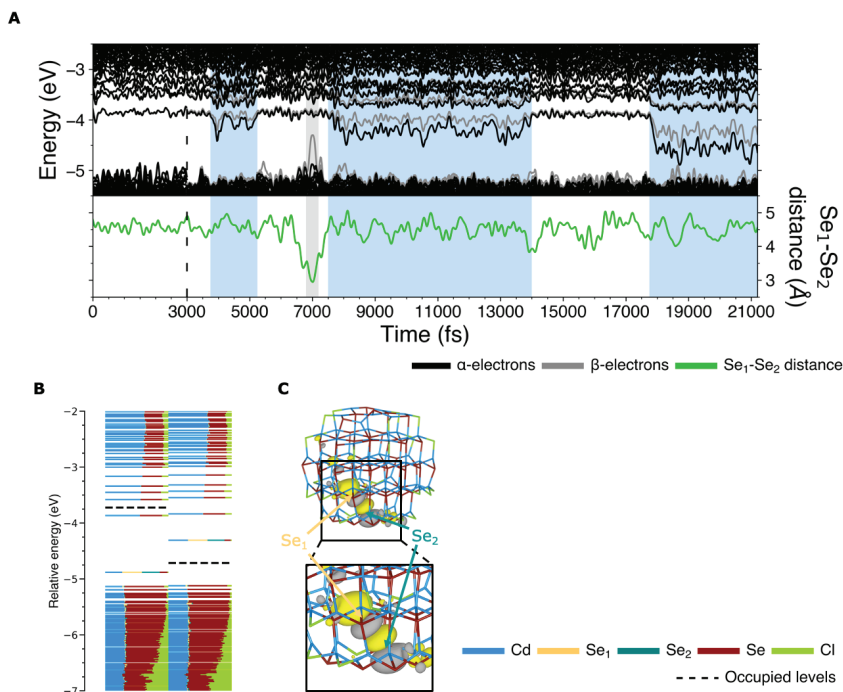 A
Energy (eV)
−3
−4
−5
5
4
3
Se1-Se2
distance (Å)
0 3000 5000 7000 9000 11000 13000 15000 17000 19000 21000
Time (fs)
α-electrons β-electrons Se1-Se2 distance
B
C
Relative energy (eV)
−2
−3
−4
−5
−6
−7
Se1
Se2
Cd Se1 Se2 Se Cl
Occupied levels